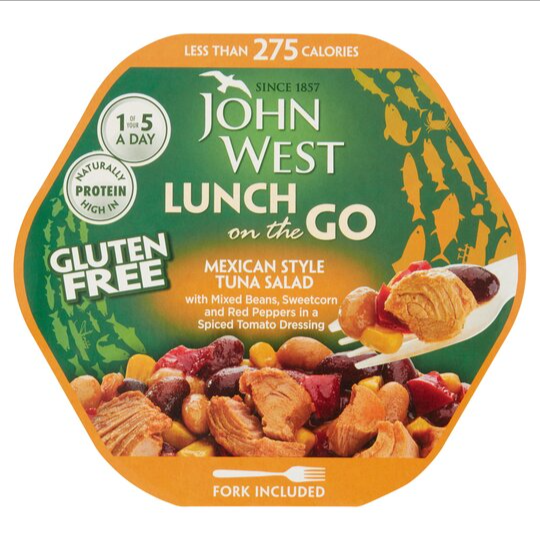 LESS THAN 275 CALORIES
SINCE 1857
JOHN
WEST
LUNCH
on the GO
1 OF YOUR 5
A DAY
NATURALLY
PROTEIN
HIGH IN
GLUTEN
FREE
MEXICAN STYLE
TUNA SALAD
with Mixed Beans, Sweetcorn
and Red Peppers in a
Spiced Tomato Dressing
FORK INCLUDED